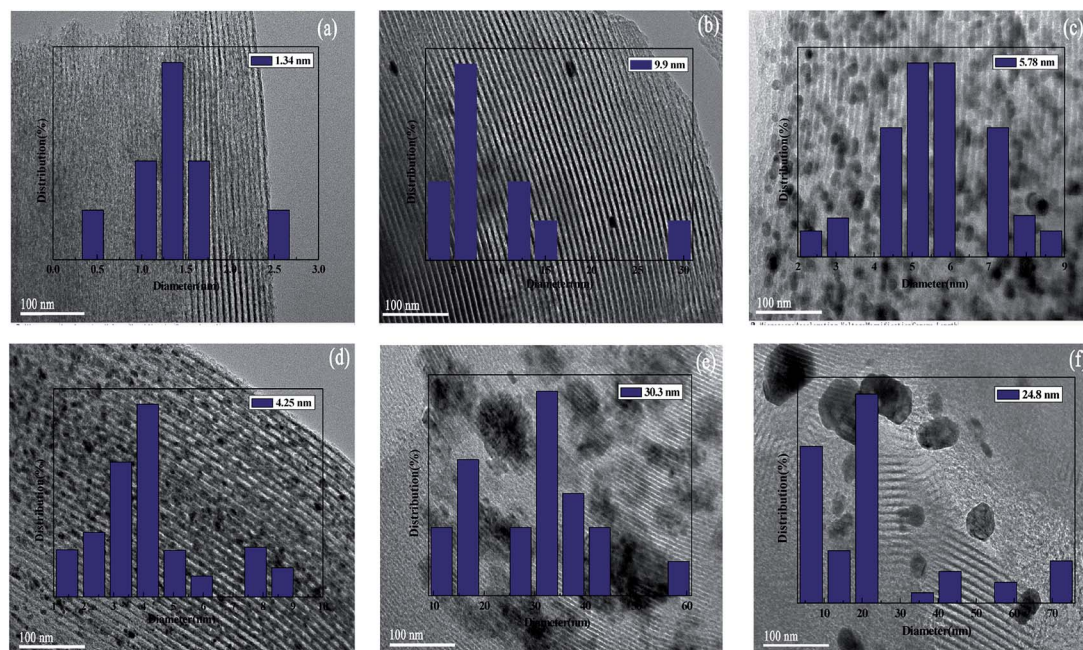 (a)
1.34 nm
Distribution(%)
0.0 0.5 1.0 1.5 2.0 2.5 3.0
Diameter(nm)
100 nm
(b)
9.9 nm
Distribution(%)
5 10 15 20 25 30
Diameter(nm)
100 nm
(c)
5.78 nm
Distribution(%)
2 3 4 5 6 7 8 9
Diameter(nm)
100 nm
(d)
4.25 nm
Distribution(%)
1 2 3 4 5 6 7 8 9 10
Diameter(nm)
100 nm
(e)
30.3 nm
Distribution(%)
10 20 30 40 50 60
Diameter(nm)
100 nm
(f)
24.8 nm
Distribution(%)
10 20 30 40 50 60 70
Diameter(nm)
100 nm